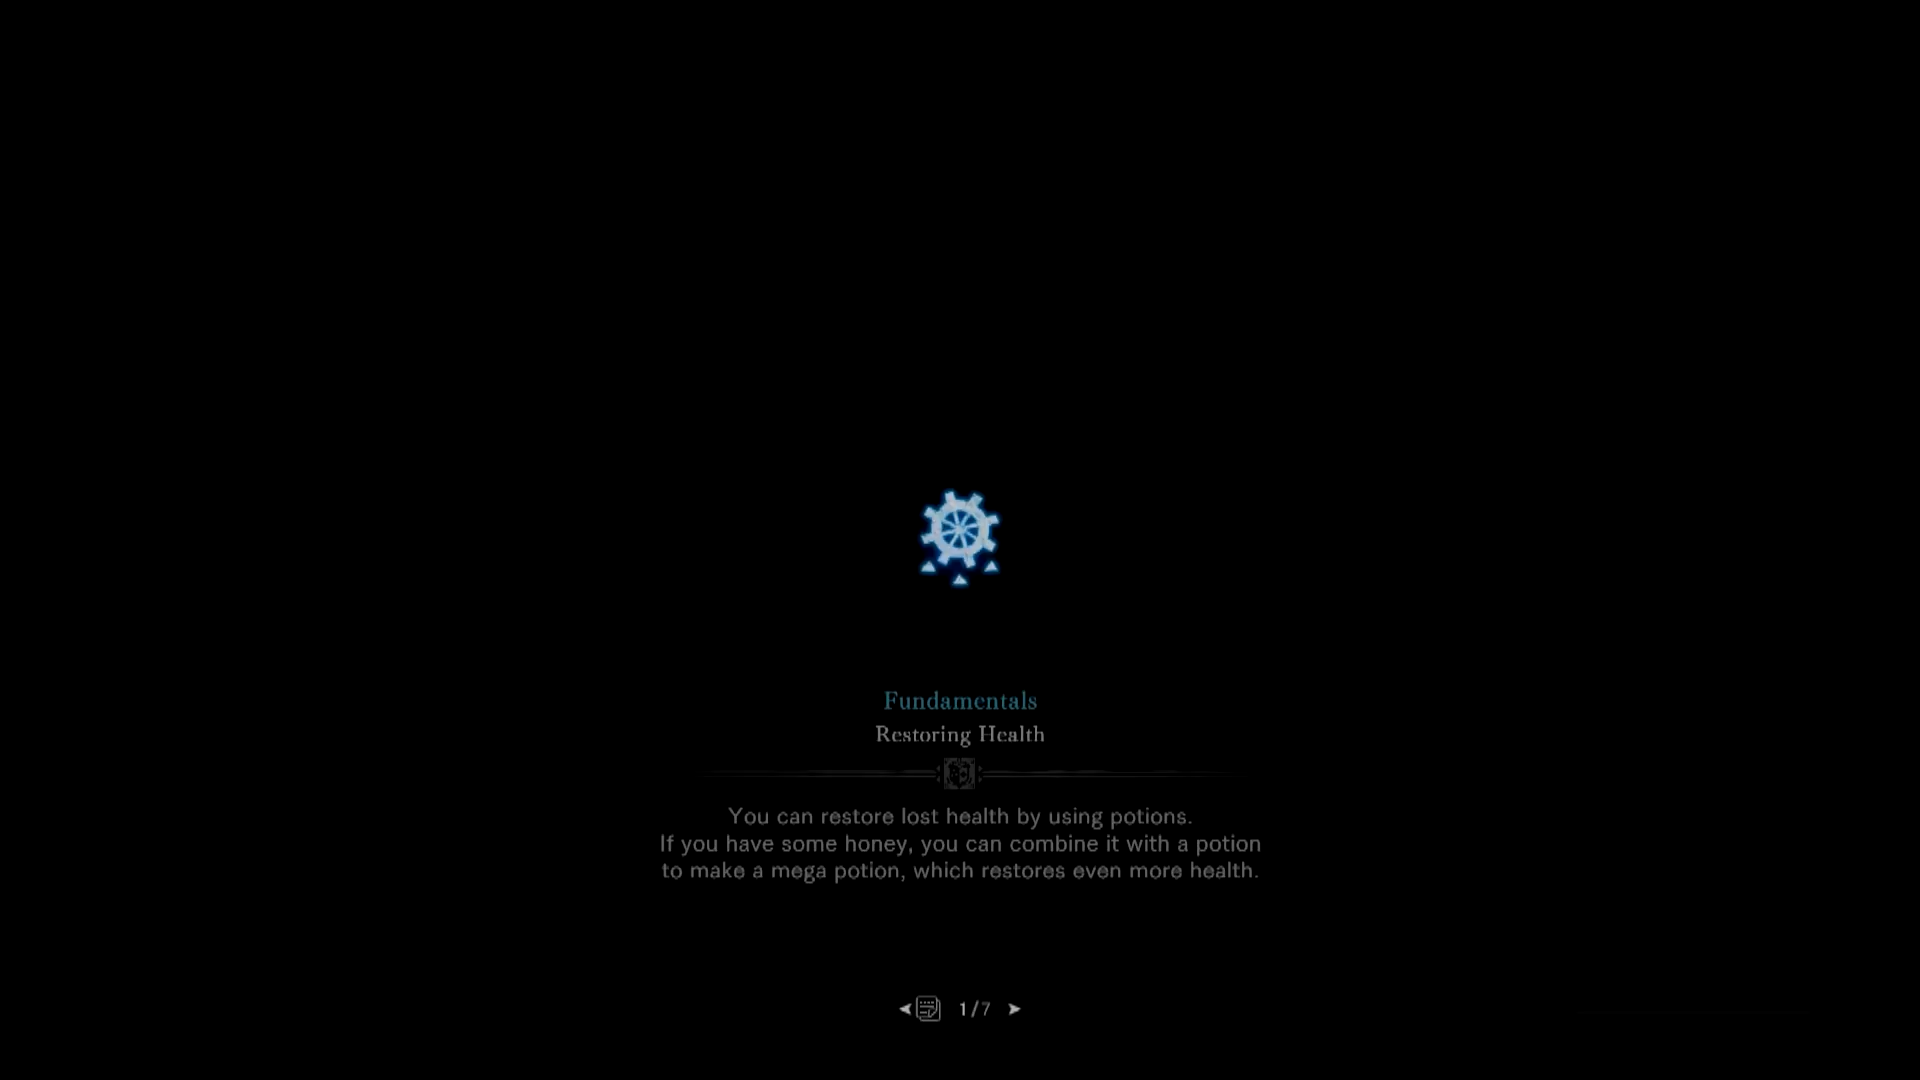 Fundamentals
Restoring Health
You can restore lost health by using potions.
If you have some honey, you can combine it with a potion
to make a mega potion, which restores even more health.
1/7